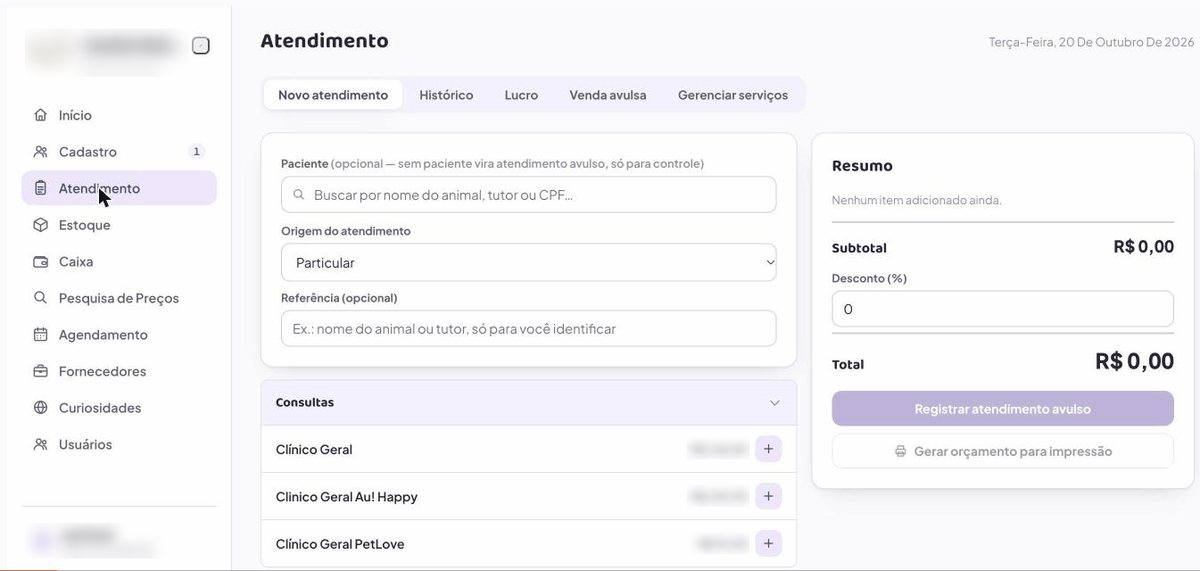 Início
Cadastro 1
Atendimento
Estoque
Caixa
Pesquisa de Preços
Agendamento
Fornecedores
Curiosidades
Usuários
Atendimento
Terça-Feira, 20 De Outubro De 2026
Novo atendimento Histórico Lucro Venda avulsa Gerenciar serviços
Paciente (opcional — sem paciente vira atendimento avulso, só para controle)
Buscar por nome do animal, tutor ou CPF...
Origem do atendimento
Particular
Referência (opcional)
Ex.: nome do animal ou tutor, só para você identificar
Consultas
Clínico Geral +
Clinico Geral Au! Happy +
Clínico Geral PetLove +
Resumo
Nenhum item adicionado ainda.
Subtotal R$ 0,00
Desconto (%)
0
Total R$ 0,00
Registrar atendimento avulso
Gerar orçamento para impressão